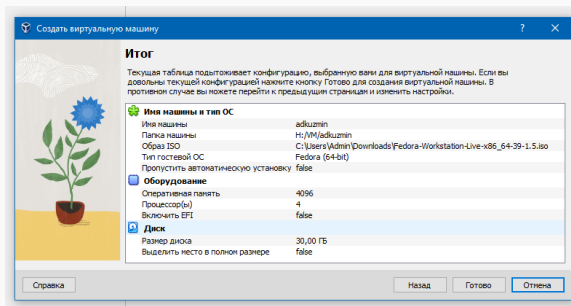 Создать виртуальную машину
Итог
Текущая таблица подытоживает конфигурацию, выбранную вами для виртуальной машины. Если вы
довольны текущей конфигурацией нажмите кнопку Готово для создания виртуальной машины. В
противном случае вы можете перейти к предыдущим страницам и изменить настройки.
Имя машины и тип ОС
Имя машины adkuzmin
Папка машины H:/VM/adkuzmin
Образ ISO C:\Users\Admin\Downloads\Fedora-Workstation-Live-x86_64-39-1.5.iso
Тип гостевой ОС Fedora (64-bit)
Пропустить автоматическую установку false
Оборудование
Оперативная память 4096
Процессор(ы) 4
Включить EFI false
Диск
Размер диска 30,00 ГБ
Выделить место в полном размере false
Справка Назад Готово Отмена